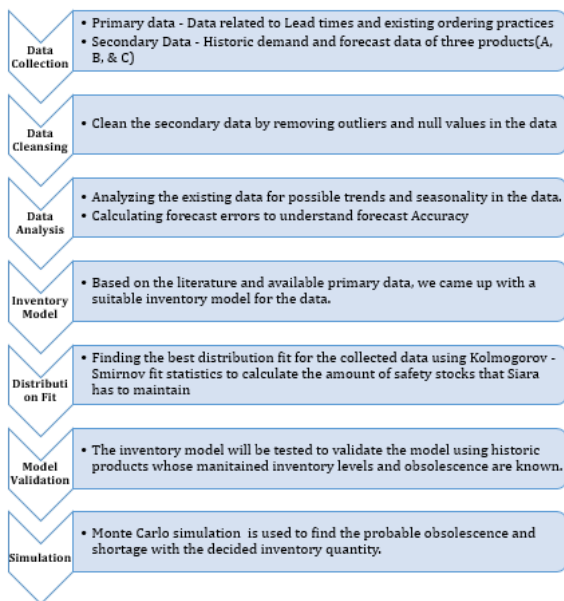 Data
Collection
• Primary data - Data related to Lead times and existing ordering practices
• Secondary Data - Historic demand and forecast data of three products(A,
B, & C)
Data
Cleansing
• Clean the secondary data by removing outliers and null values in the data
Data
Analysis
• Analyzing the existing data for possible trends and seasonality in the data.
• Calculating forecast errors to understand forecast Accuracy
Inventory
Model
• Based on the literature and available primary data, we came up with a
suitable inventory model for the data.
Distributi
on Fit
• Finding the best distribution fit for the collected data using Kolmogorov -
Smirnov fit statistics to calculate the amount of safety stocks that Siara
has to maintain
Model
Validation
• The inventory model will be tested to validate the model using historic
products whose manitained inventory levels and obsolescence are known.
Simulation
• Monte Carlo simulation is used to find the probable obsolescence and
shortage with the decided inventory quantity.